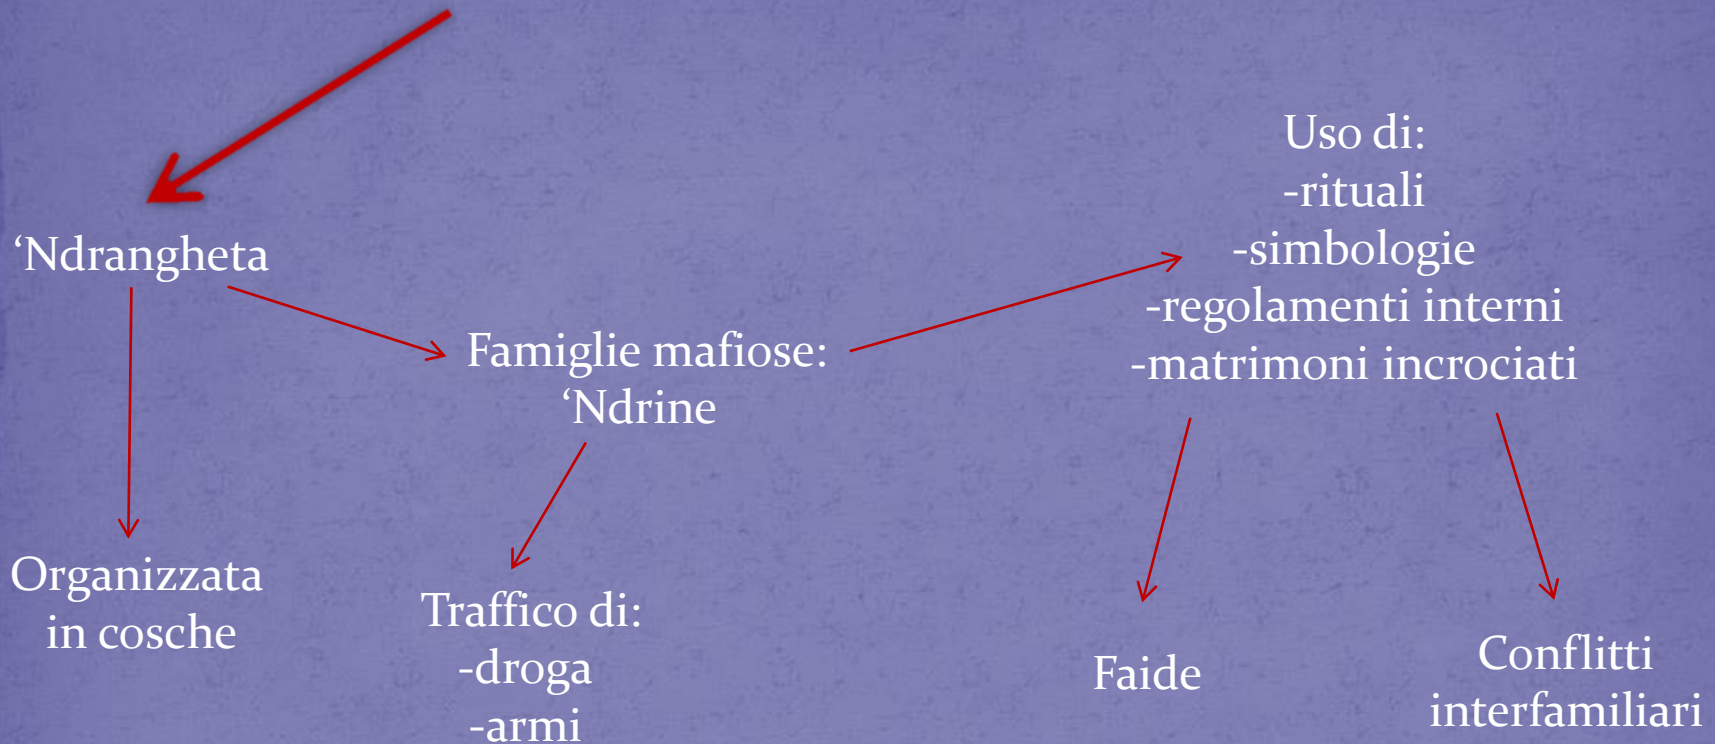 ‘Ndrangheta
Organizzata
in cosche
Famiglie mafiose:
‘Ndrine
Traffico di:
-droga
-armi
Uso di:
-rituali
-simbologie
-regolamenti interni
-matrimoni incrociati
Faide
Conflitti
interfamiliari